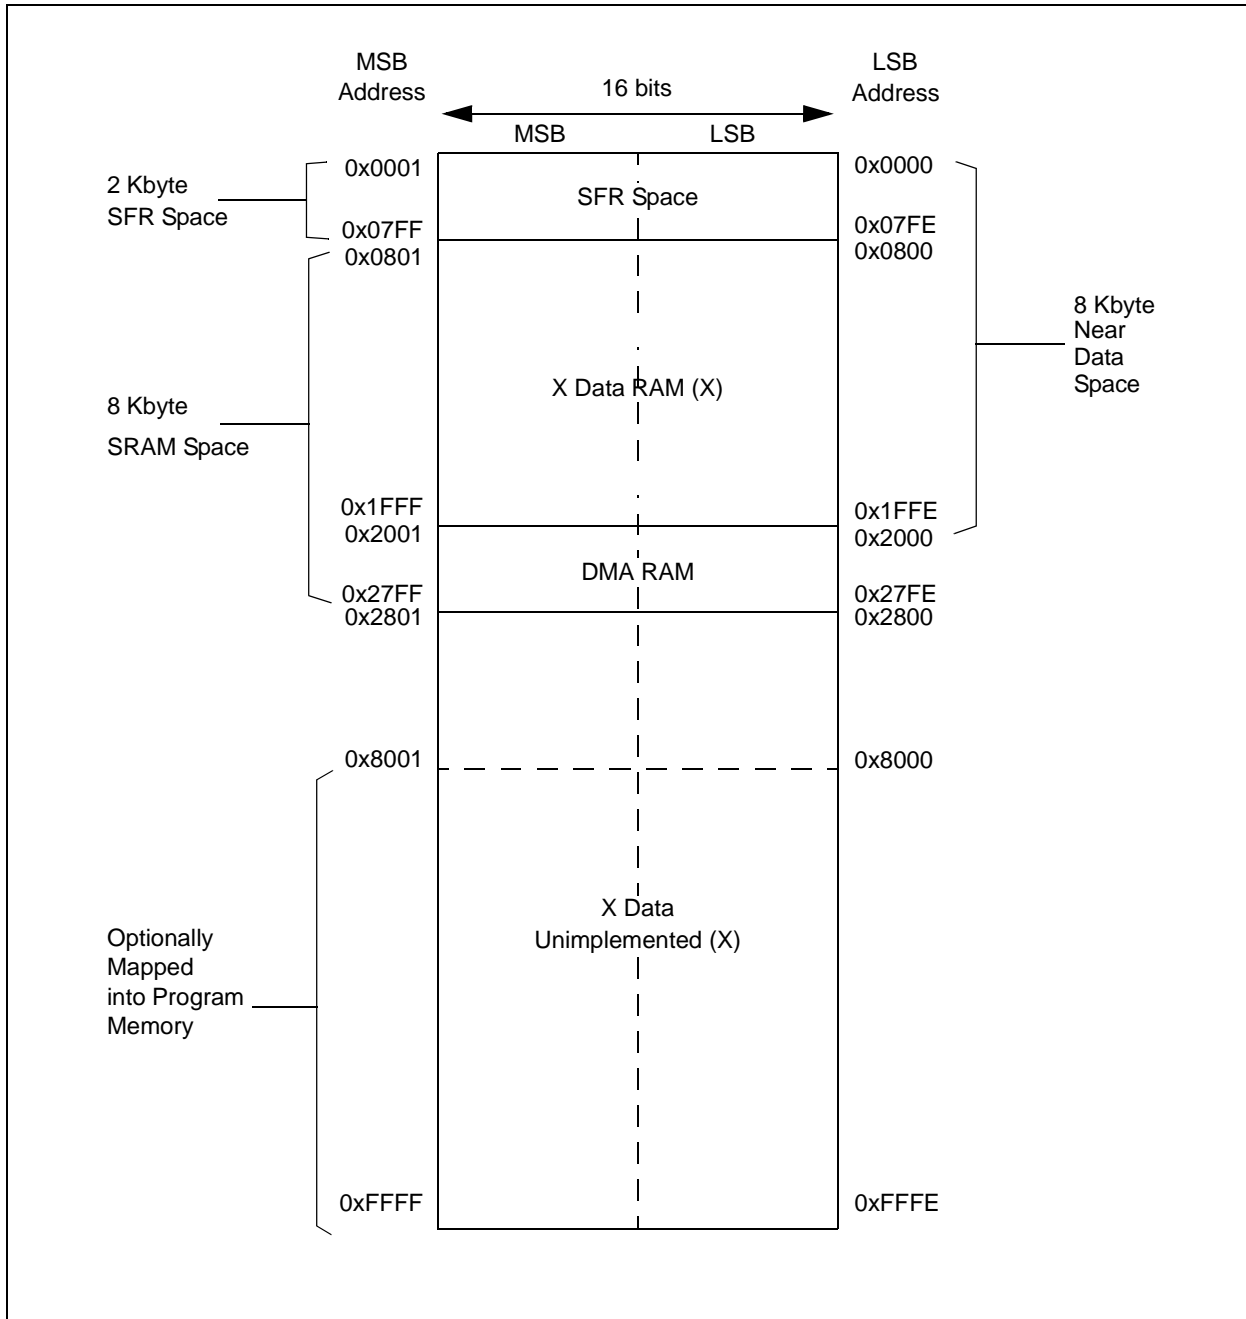 MSB
Address
16 bits
LSB
Address
MSB
LSB
0x0001
0x0000
2 Kbyte
SFR Space
SFR Space
0x07FF
0x07FE
0x0801
0x0800
8 Kbyte
Near
Data
Space
X Data RAM (X)
8 Kbyte
SRAM Space
0x1FFF
0x1FFE
0x2001
0x2000
DMA RAM
0x27FF
0x27FE
0x2801
0x2800
0x8001
0x8000
X Data
Unimplemented (X)
Optionally
Mapped
into Program
Memory
0xFFFF
0xFFFE